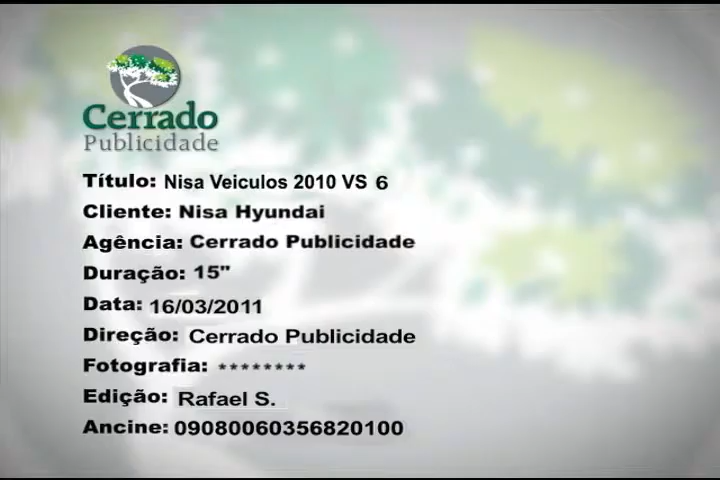 Cerrado
Publicidade
Título: Nisa Veiculos 2010 VS 6
Cliente: Nisa Hyundai
Agência: Cerrado Publicidade
Duração: 15"
Data: 16/03/2011
Direção: Cerrado Publicidade
Fotografia: ********
Edição: Rafael S.
Ancine: 09080060356820100